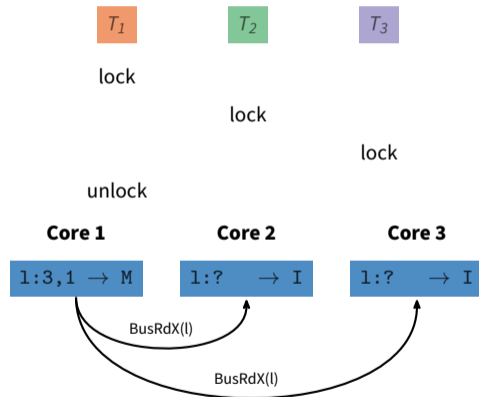 T1 T2 T3
lock
lock
lock
unlock
Core 1 Core 2 Core 3
l:3,1 → M l:? → I l:? → I
BusRdX(l)
BusRdX(l)